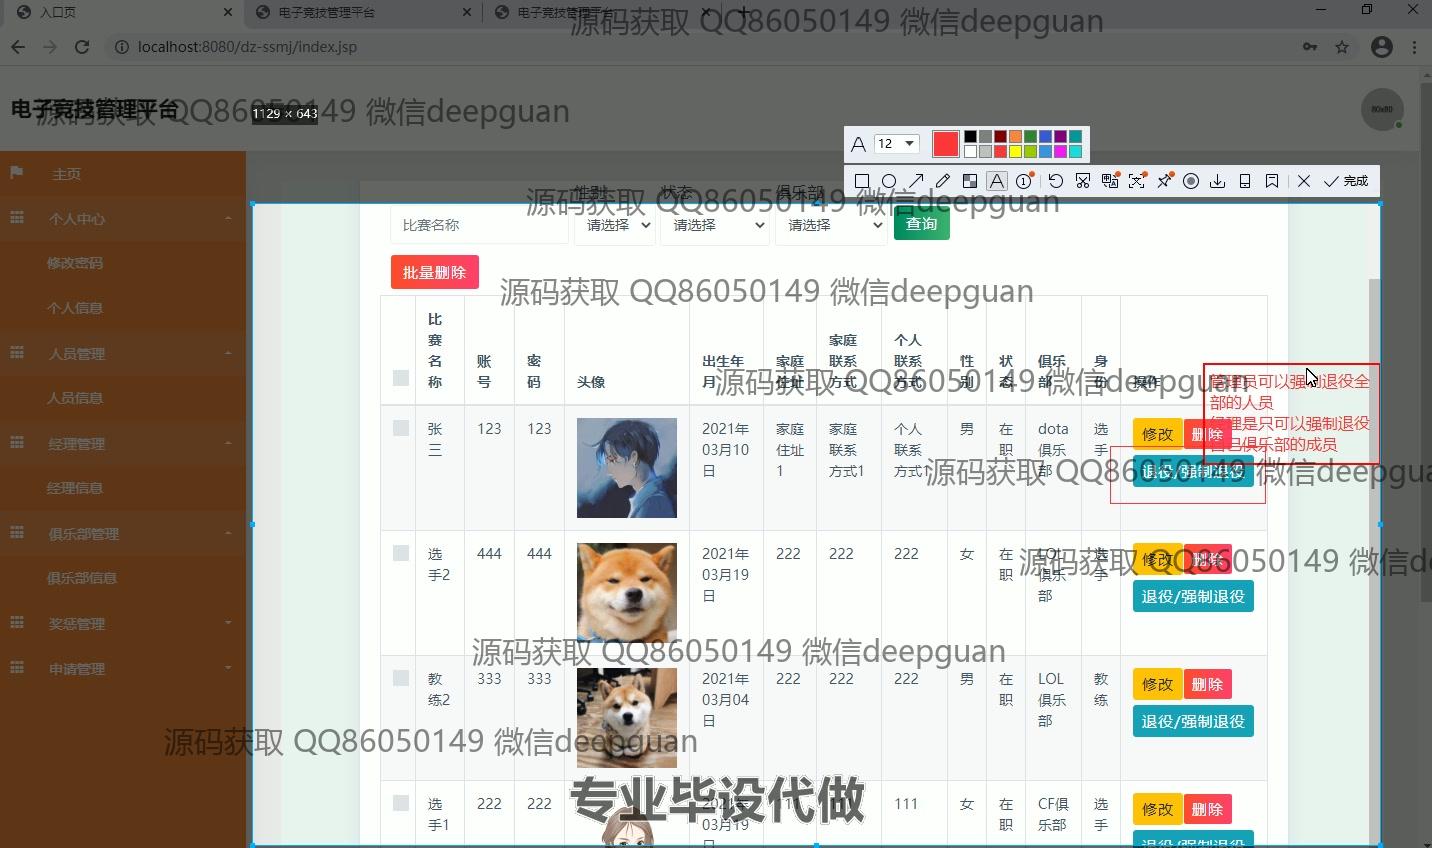 入口页
电子竞技管理平台
电子竞技管理平台
源码获取 QQ86050149 微信deepguan
localhost:8080/dz-ssmj/index.jsp
电子竞技管理平台
源码获取 QQ86050149 微信deepguan
1129 × 643
80x80
12
完成
主页
个人中心
修改密码
个人信息
人员管理
人员信息
经理管理
经理信息
俱乐部管理
俱乐部信息
奖惩管理
申请管理
性别 状态 俱乐部
源码获取 QQ86050149 微信deepguan
比赛名称 请选择 请选择 请选择 查询
批量删除
源码获取 QQ86050149 微信deepguan
比赛名称 账号 密码 头像 出生年月 家庭住址 家庭联系方式 个人联系方式 性别 状态 俱乐部 身份 操作
源码获取 QQ86050149 微信deepguan
管理员可以强制退役全
部的人员
经理是只可以强制退役
自己俱乐部的成员
张三 123 123 2021年03月10日 家庭住址1 家庭联系方式1 个人联系方式1 男 在职 dota俱乐部 选手 修改 删除
退役/强制退役
源码获取 QQ86050149 微信deepgua
选手2 444 444 2021年03月19日 222 222 222 女 在职 LOL俱乐部 选手 修改 删除
退役/强制退役
源码获取 QQ86050149 微信de
源码获取 QQ86050149 微信deepguan
教练2 333 333 2021年03月04日 222 222 222 男 在职 LOL俱乐部 教练 修改 删除
退役/强制退役
源码获取 QQ86050149 微信deepguan
选手1 222 222 2021年03月19日 111 111 111 女 在职 CF俱乐部 选手 修改 删除
退役/强制退役
专业毕设代做